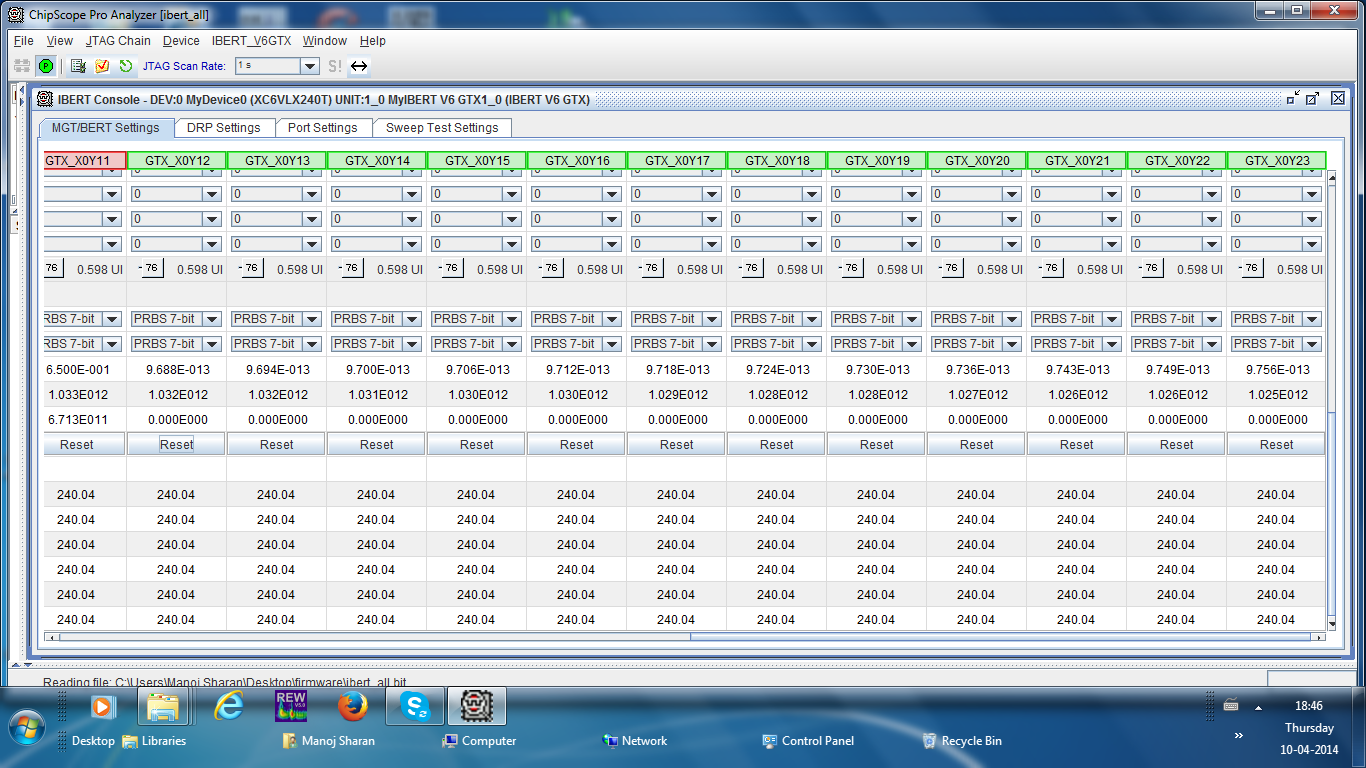 ChipScope Pro Analyzer [ibert_all]
File View JTAG Chain Device IBERT_V6GTX Window Help
JTAG Scan Rate: 1 s S!
IBERT Console - DEV:0 MyDevice0 (XC6VLX240T) UNIT:1_0 MyIBERT V6 GTX1_0 (IBERT V6 GTX)
MGT/BERT Settings DRP Settings Port Settings Sweep Test Settings
GTX_X0Y11 GTX_X0Y12 GTX_X0Y13 GTX_X0Y14 GTX_X0Y15 GTX_X0Y16 GTX_X0Y17 GTX_X0Y18 GTX_X0Y19 GTX_X0Y20 GTX_X0Y21 GTX_X0Y22 GTX_X0Y23
0 0 0 0 0 0 0 0 0 0 0 0
0 0 0 0 0 0 0 0 0 0 0 0
0 0 0 0 0 0 0 0 0 0 0 0
76 0.598 UI - 76 0.598 UI - 76 0.598 UI - 76 0.598 UI - 76 0.598 UI - 76 0.598 UI - 76 0.598 UI - 76 0.598 UI - 76 0.598 UI - 76 0.598 UI - 76 0.598 UI - 76 0.598 UI - 76 0.598 UI
RBS 7-bit PRBS 7-bit PRBS 7-bit PRBS 7-bit PRBS 7-bit PRBS 7-bit PRBS 7-bit PRBS 7-bit PRBS 7-bit PRBS 7-bit PRBS 7-bit PRBS 7-bit PRBS 7-bit
RBS 7-bit PRBS 7-bit PRBS 7-bit PRBS 7-bit PRBS 7-bit PRBS 7-bit PRBS 7-bit PRBS 7-bit PRBS 7-bit PRBS 7-bit PRBS 7-bit PRBS 7-bit PRBS 7-bit
6.500E-001 9.688E-013 9.694E-013 9.700E-013 9.706E-013 9.712E-013 9.718E-013 9.724E-013 9.730E-013 9.736E-013 9.743E-013 9.749E-013 9.756E-013
1.033E012 1.032E012 1.032E012 1.031E012 1.030E012 1.030E012 1.029E012 1.028E012 1.028E012 1.027E012 1.026E012 1.026E012 1.025E012
6.713E011 0.000E000 0.000E000 0.000E000 0.000E000 0.000E000 0.000E000 0.000E000 0.000E000 0.000E000 0.000E000 0.000E000 0.000E000
Reset Reset Reset Reset Reset Reset Reset Reset Reset Reset Reset Reset Reset
240.04 240.04 240.04 240.04 240.04 240.04 240.04 240.04 240.04 240.04 240.04 240.04 240.04
240.04 240.04 240.04 240.04 240.04 240.04 240.04 240.04 240.04 240.04 240.04 240.04 240.04
240.04 240.04 240.04 240.04 240.04 240.04 240.04 240.04 240.04 240.04 240.04 240.04 240.04
240.04 240.04 240.04 240.04 240.04 240.04 240.04 240.04 240.04 240.04 240.04 240.04 240.04
240.04 240.04 240.04 240.04 240.04 240.04 240.04 240.04 240.04 240.04 240.04 240.04 240.04
240.04 240.04 240.04 240.04 240.04 240.04 240.04 240.04 240.04 240.04 240.04 240.04 240.04
Reading file: C:\Users\Manoj Sharan\Desktop\firmware\ibert_all.bit
REW
V5.0
18:46
Thursday
10-04-2014
Desktop Libraries Manoj Sharan Computer Network Control Panel Recycle Bin